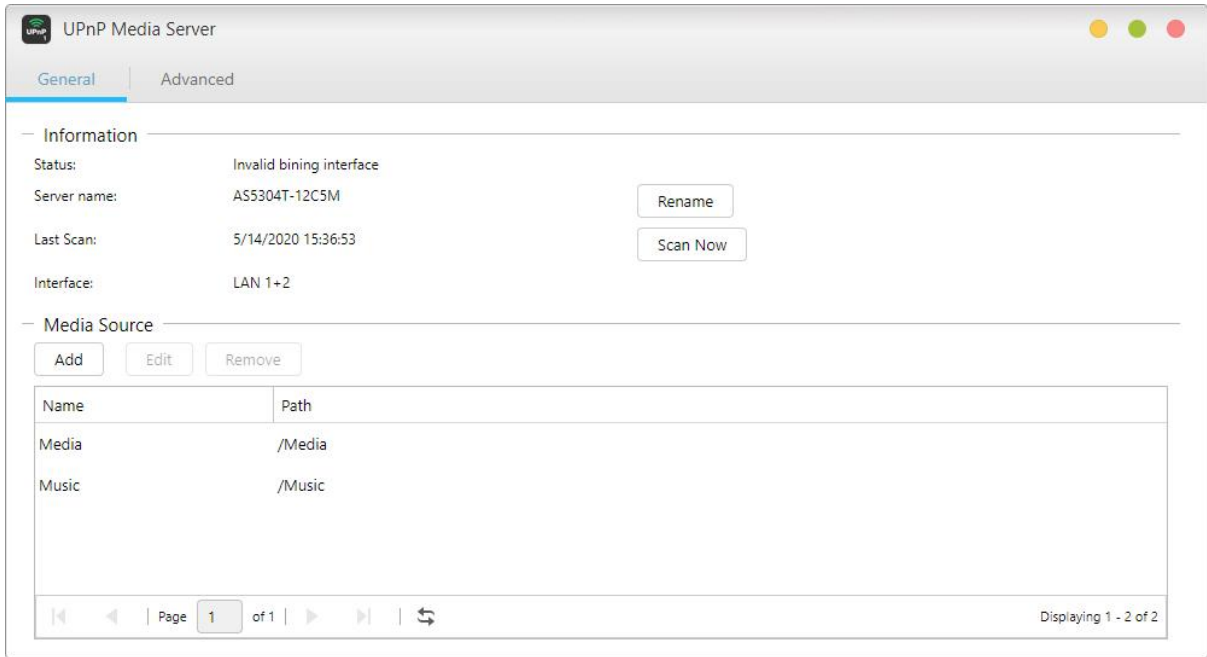 UPnP 1 UPnP Media Server
General Advanced
Information
Status: Invalid bining interface
Server name: AS5304T-12C5M Rename
Last Scan: 5/14/2020 15:36:53 Scan Now
Interface: LAN 1+2
Media Source
Add Edit Remove
Name Path
Media /Media
Music /Music
Page 1 of 1 Displaying 1 - 2 of 2